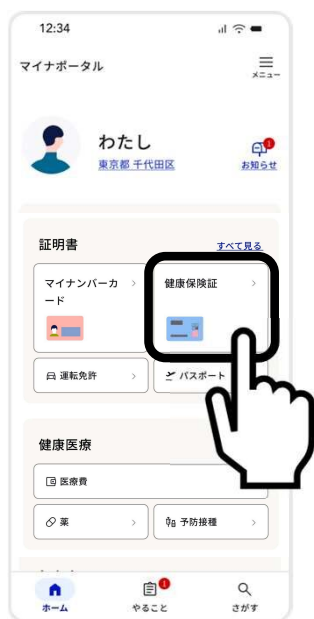 12:34
マイナポータル
メニュー
わたし
東京都 千代田区
1
お知らせ
証明書
すべて見る
マイナンバーカ
ード
健康保険証
運転免許
パスポート
健康医療
医療費
薬
予防接種
1
ホーム
やること
さがす